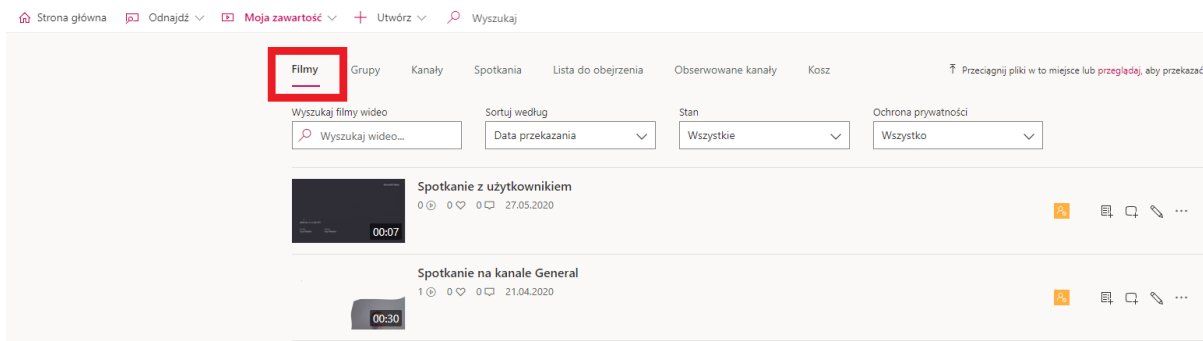 Strona główna Odnajdź Moja zawartość Utwórz Wyszukaj
Filmy Grupy Kanały Spotkania Lista do obejrzenia Obserwowane kanały Kosz Przeciągnij pliki w to miejsce lub przeglądaj, aby przekazać
Wyszukaj filmy wideo Sortuj według Stan Ochrona prywatności
Wyszukaj wideo... Data przekazania Wszystkie Wszystko
Spotkanie z użytkownikiem
0 0 0 27.05.2020
00:07
Spotkanie na kanale General
1 0 0 21.04.2020
00:30